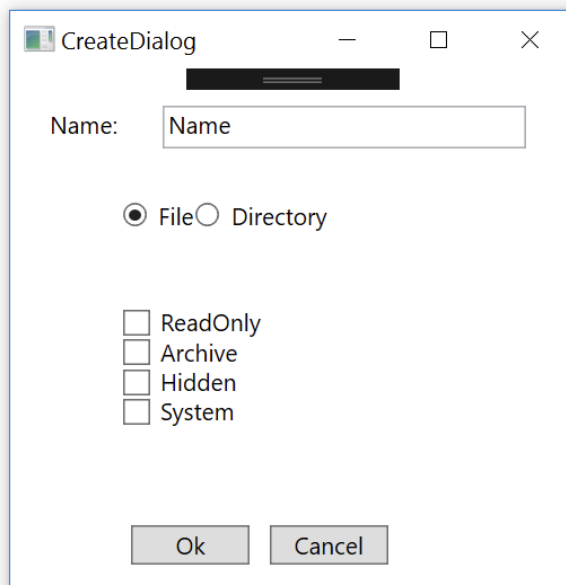 CreateDialog
Name: Name
File Directory
ReadOnly
Archive
Hidden
System
Ok Cancel